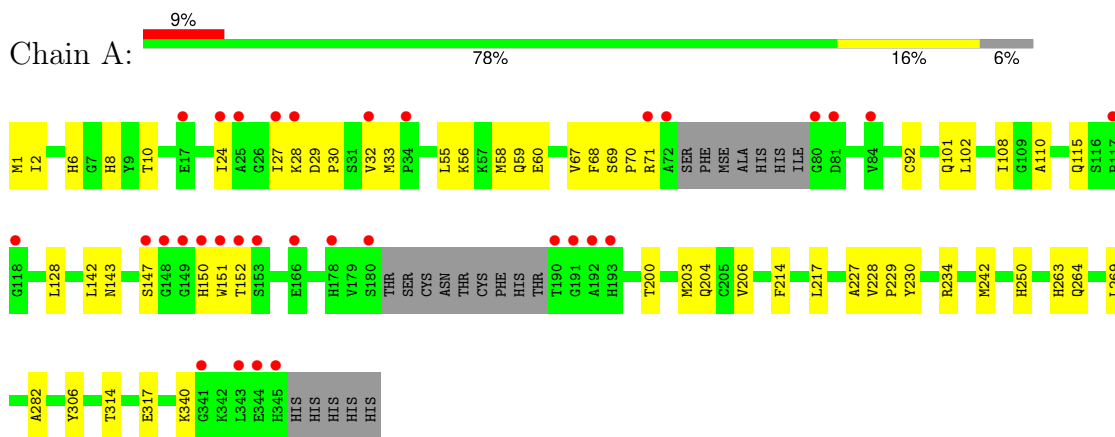 9%
Chain A:
78% 16% 6%
M1 I2 H6 G7 H8 Y9 T10 E17 I24 A25 G26 I27 K28 D29 P30 S31 V32 M33 P34 L55 K56 K57 M58 Q59 E60 V67 F68 S69 P70 R71 A72 SER PHE MSE ALA HIS HIS ILE G80 D81 V84 C92 Q101 L102 I108 G109 A110 Q115 S116
G118 L128 L142 N143 S147 G148 G149 H150 W151 T152 S153 E166 H178 V179 S180 THR SER CYS ASN THR CYS PHE HIS THR T190 G191 A192 H193 T200 M203 Q204 C205 V206 F214 L217 A227 V228 P229 Y230 R234 M242 H250 H263 Q264 L269
A282 Y306 T314 E317 K340 G341 K342 L343 E344 H345 HIS HIS HIS HIS HIS